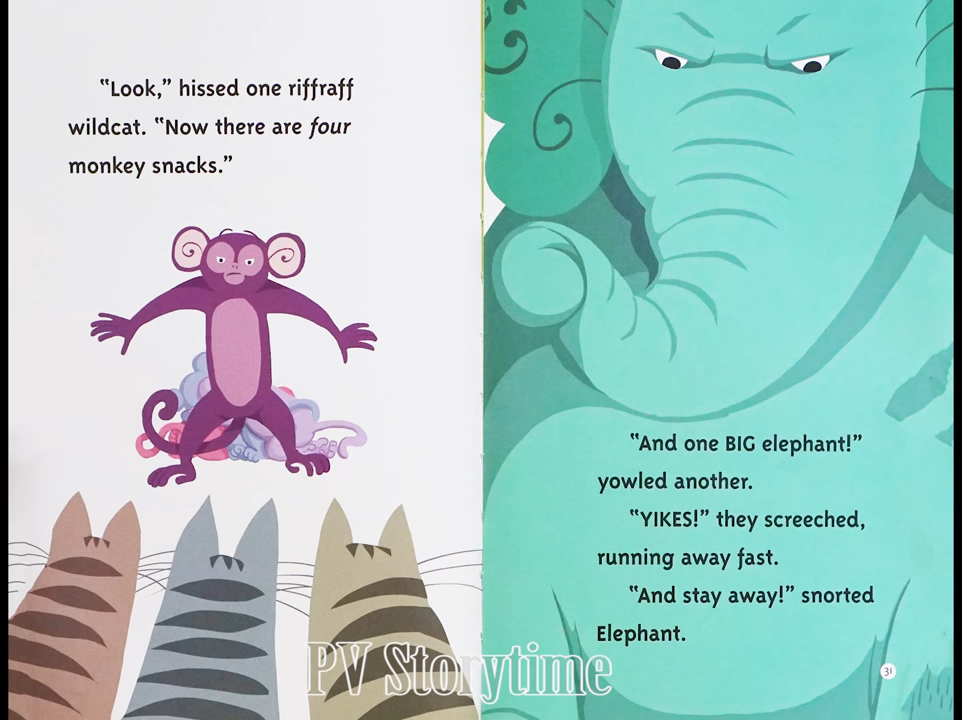 “Look,” hissed one riffraff
wildcat. “Now there are four
monkey snacks.”
“And one BIG elephant!”
yowled another.
“YIKES!” they screeched,
running away fast.
“And stay away!” snorted
Elephant.
31
PV Storytime